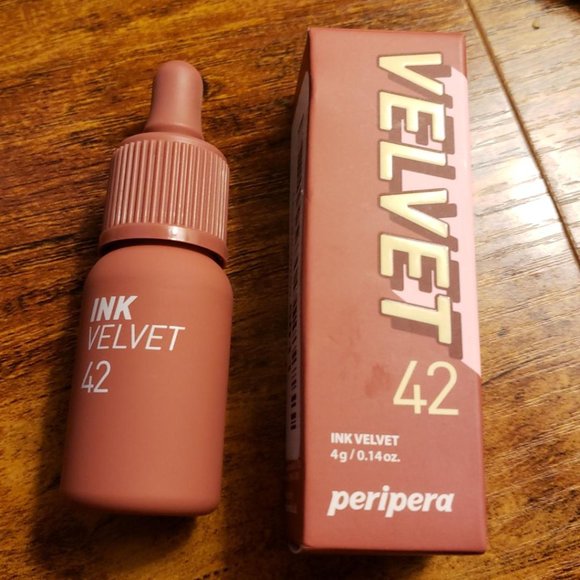 INK
VELVET
42
VELVET
42
INK VELVET
4g / 0.14oz.
peripera